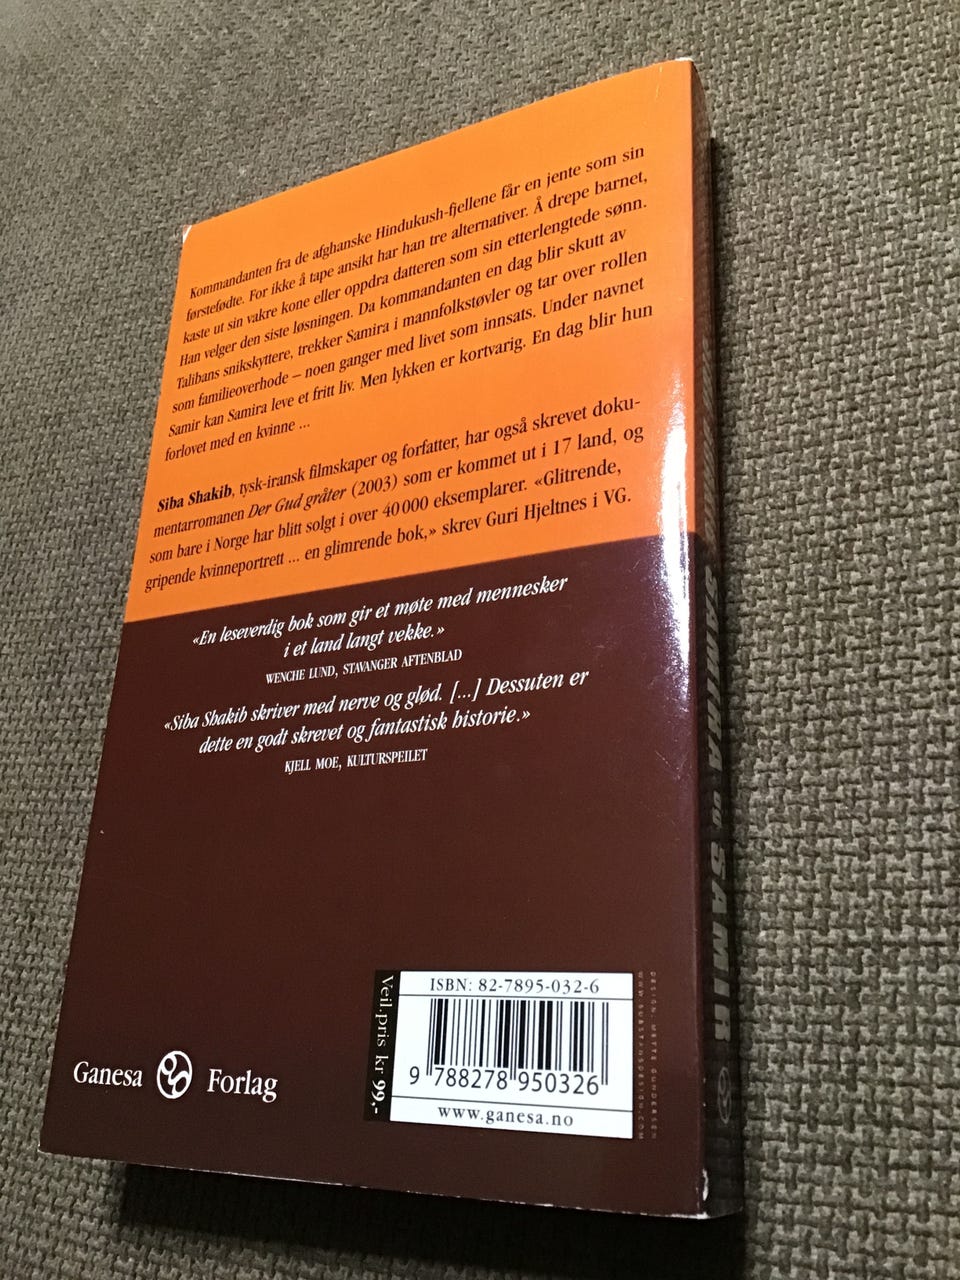 Kommandanten fra de afghanske Hindukush-fjellene får en jente som sin
førstefødte. For ikke å tape ansikt har han tre alternativer. Å drepe barnet,
kaste ut sin vakre kone eller oppdra datteren som sin etterlengtede sønn.
Han velger den siste løsningen. Da kommandanten en dag blir skutt av
Talibans snikskyttere, trekker Samira i mannfolkstøvler og tar over rollen
som familieoverhode – noen ganger med livet som innsats. Under navnet
Samir kan Samira leve et fritt liv. Men lykken er kortvarig. En dag blir hun
forlovet med en kvinne ...
Siba Shakib, tysk-iransk filmskaper og forfatter, har også skrevet doku-
mentarromanen Der Gud gråter (2003) som er kommet ut i 17 land, og
som bare i Norge har blitt solgt i over 40 000 eksemplarer. «Glitrende,
gripende kvinneportrett ... en glimrende bok,» skrev Guri Hjeltnes i VG.
«En leseverdig bok som gir et møte med mennesker
i et land langt vekke.»
WENCHE LUND, STAVANGER AFTENBLAD
«Siba Shakib skriver med nerve og glød. [...] Dessuten er
dette en godt skrevet og fantastisk historie.»
KJELL MOE, KULTURSPEILET
Ganesa Forlag
Veil.pris kr 99,-
ISBN: 82-7895-032-6
9 788278 950326
www.ganesa.no
DESIGN: METTE GUNDERSEN
SAMIRA og SAMIR